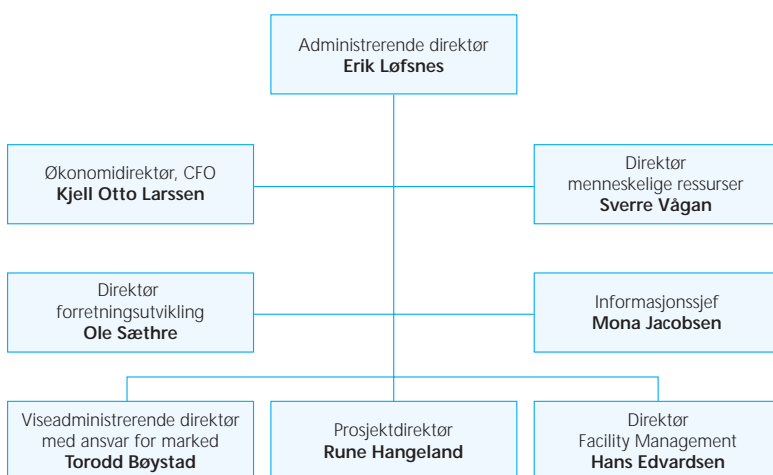 Administrerende direktør
Erik Løfsnes
Økonomidirektør, CFO
Kjell Otto Larssen
Direktør
menneskelige ressurser
Sverre Vågan
Direktør
forretningsutvikling
Ole Sæthre
Informasjonssjef
Mona Jacobsen
Viseadministrerende direktør
med ansvar for marked
Torodd Bøystad
Prosjektdirektør
Rune Hangeland
Direktør
Facility Management
Hans Edvardsen